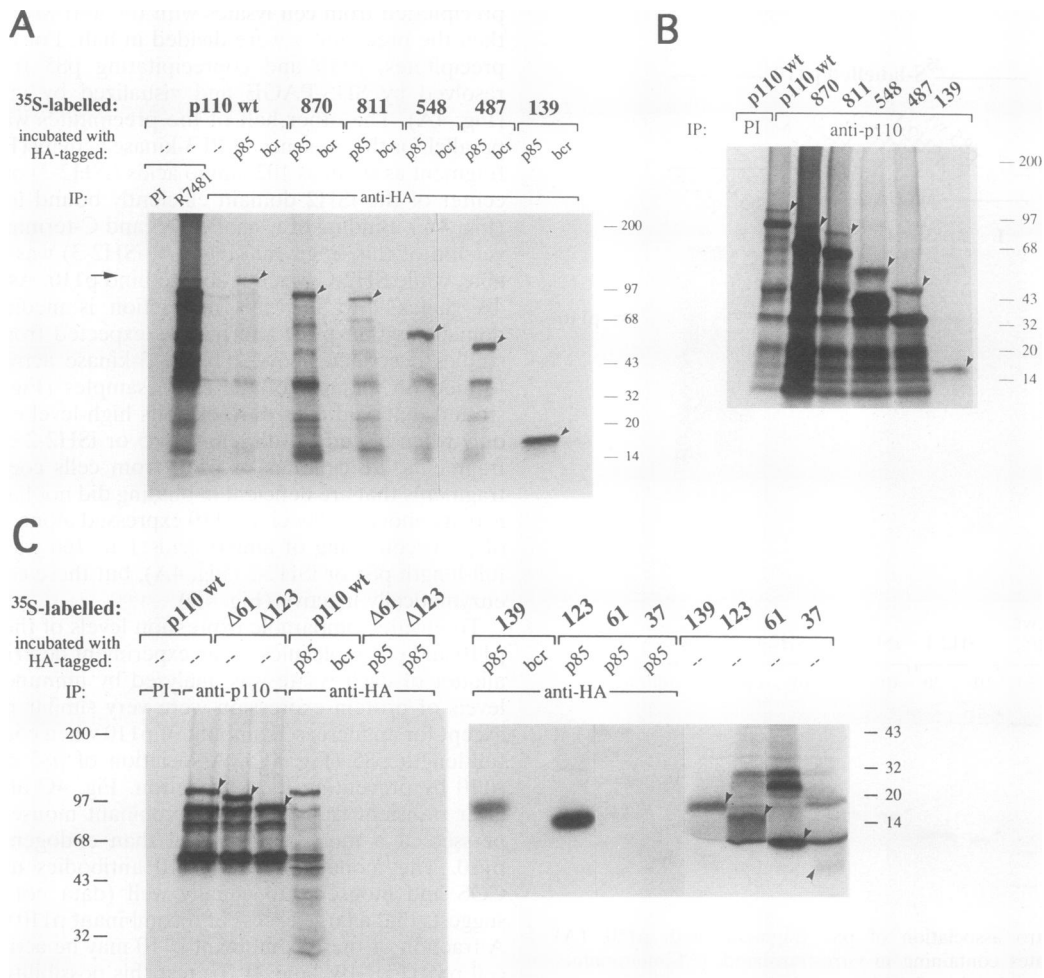 A
35S-labelled: p110 wt 870 811 548 487 139
incubated with HA-tagged: -- -- p85 p85 bcr p85 bcr p85 bcr p85 bcr p85 bcr
IP: PI R7481 anti-HA
200
97
68
43
32
20
14
B
p110 wt p110 wt 870 811 548 487 139
IP: PI anti-p110
200
97
68
43
32
20
14
C
35S-labelled: p110 wt Δ61 Δ123 p110 wt Δ61 Δ123
incubated with HA-tagged: -- -- -- p85 bcr p85 p85
IP: PI anti-p110 anti-HA
200
97
68
43
32
139 123 61 37 139 123 61 37
p85 bcr p85 p85 p85 -- -- -- --
anti-HA
43
32
20
14